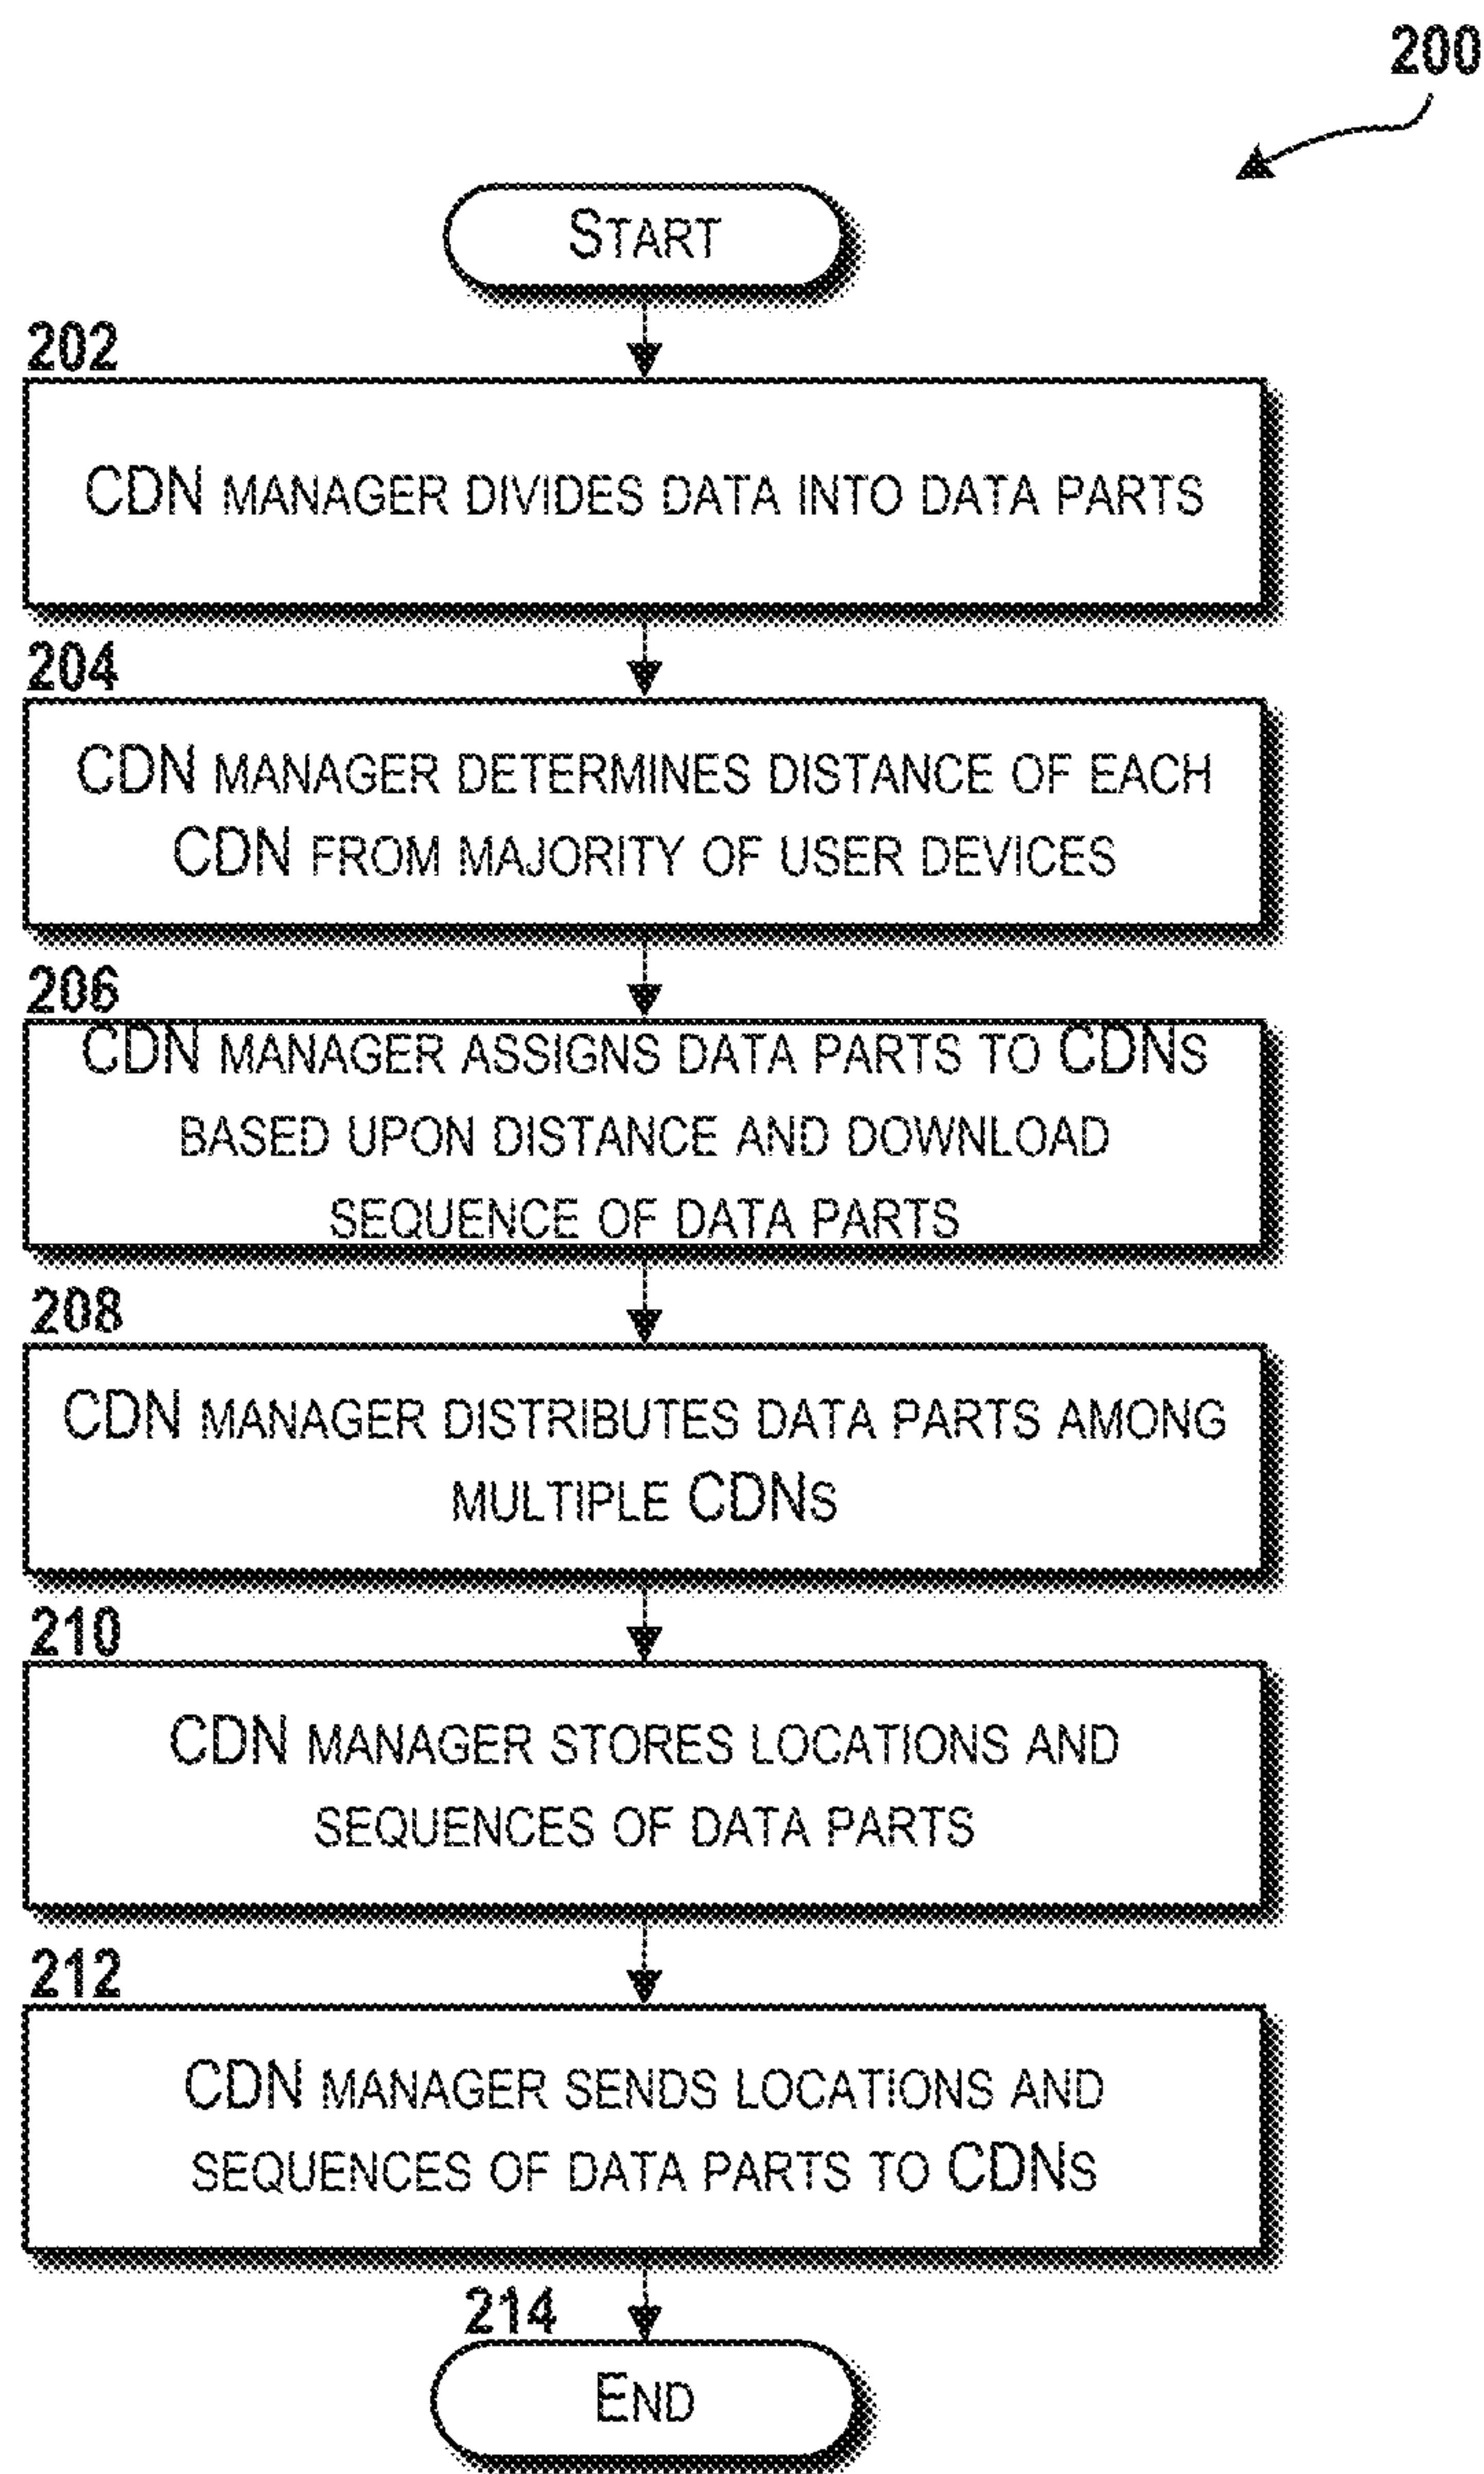 200
START
202
CDN MANAGER DIVIDES DATA INTO DATA PARTS
204
CDN MANAGER DETERMINES DISTANCE OF EACH
CDN FROM MAJORITY OF USER DEVICES
206
CDN MANAGER ASSIGNS DATA PARTS TO CDNS
BASED UPON DISTANCE AND DOWNLOAD
SEQUENCE OF DATA PARTS
208
CDN MANAGER DISTRIBUTES DATA PARTS AMONG
MULTIPLE CDNS
210
CDN MANAGER STORES LOCATIONS AND
SEQUENCES OF DATA PARTS
212
CDN MANAGER SENDS LOCATIONS AND
SEQUENCES OF DATA PARTS TO CDNS
214
END